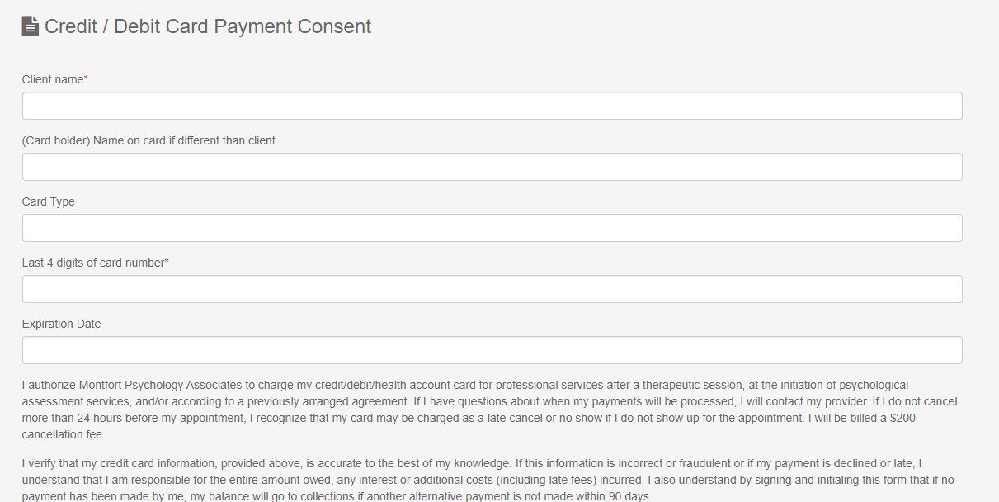 Credit / Debit Card Payment Consent
Client name*
(Card holder) Name on card if different than client
Card Type
Last 4 digits of card number*
Expiration Date
I authorize Montfort Psychology Associates to charge my credit/debit/health account card for professional services after a therapeutic session, at the initiation of psychological
assessment services, and/or according to a previously arranged agreement. If I have questions about when my payments will be processed, I will contact my provider. If I do not cancel
more than 24 hours before my appointment, I recognize that my card may be charged as a late cancel or no show if I do not show up for the appointment. I will be billed a $200
cancellation fee.
I verify that my credit card information, provided above, is accurate to the best of my knowledge. If this information is incorrect or fraudulent or if my payment is declined or late, I
understand that I am responsible for the entire amount owed, any interest or additional costs (including late fees) incurred. I also understand by signing and initialing this form that if no
payment has been made by me, my balance will go to collections if another alternative payment is not made within 90 days.